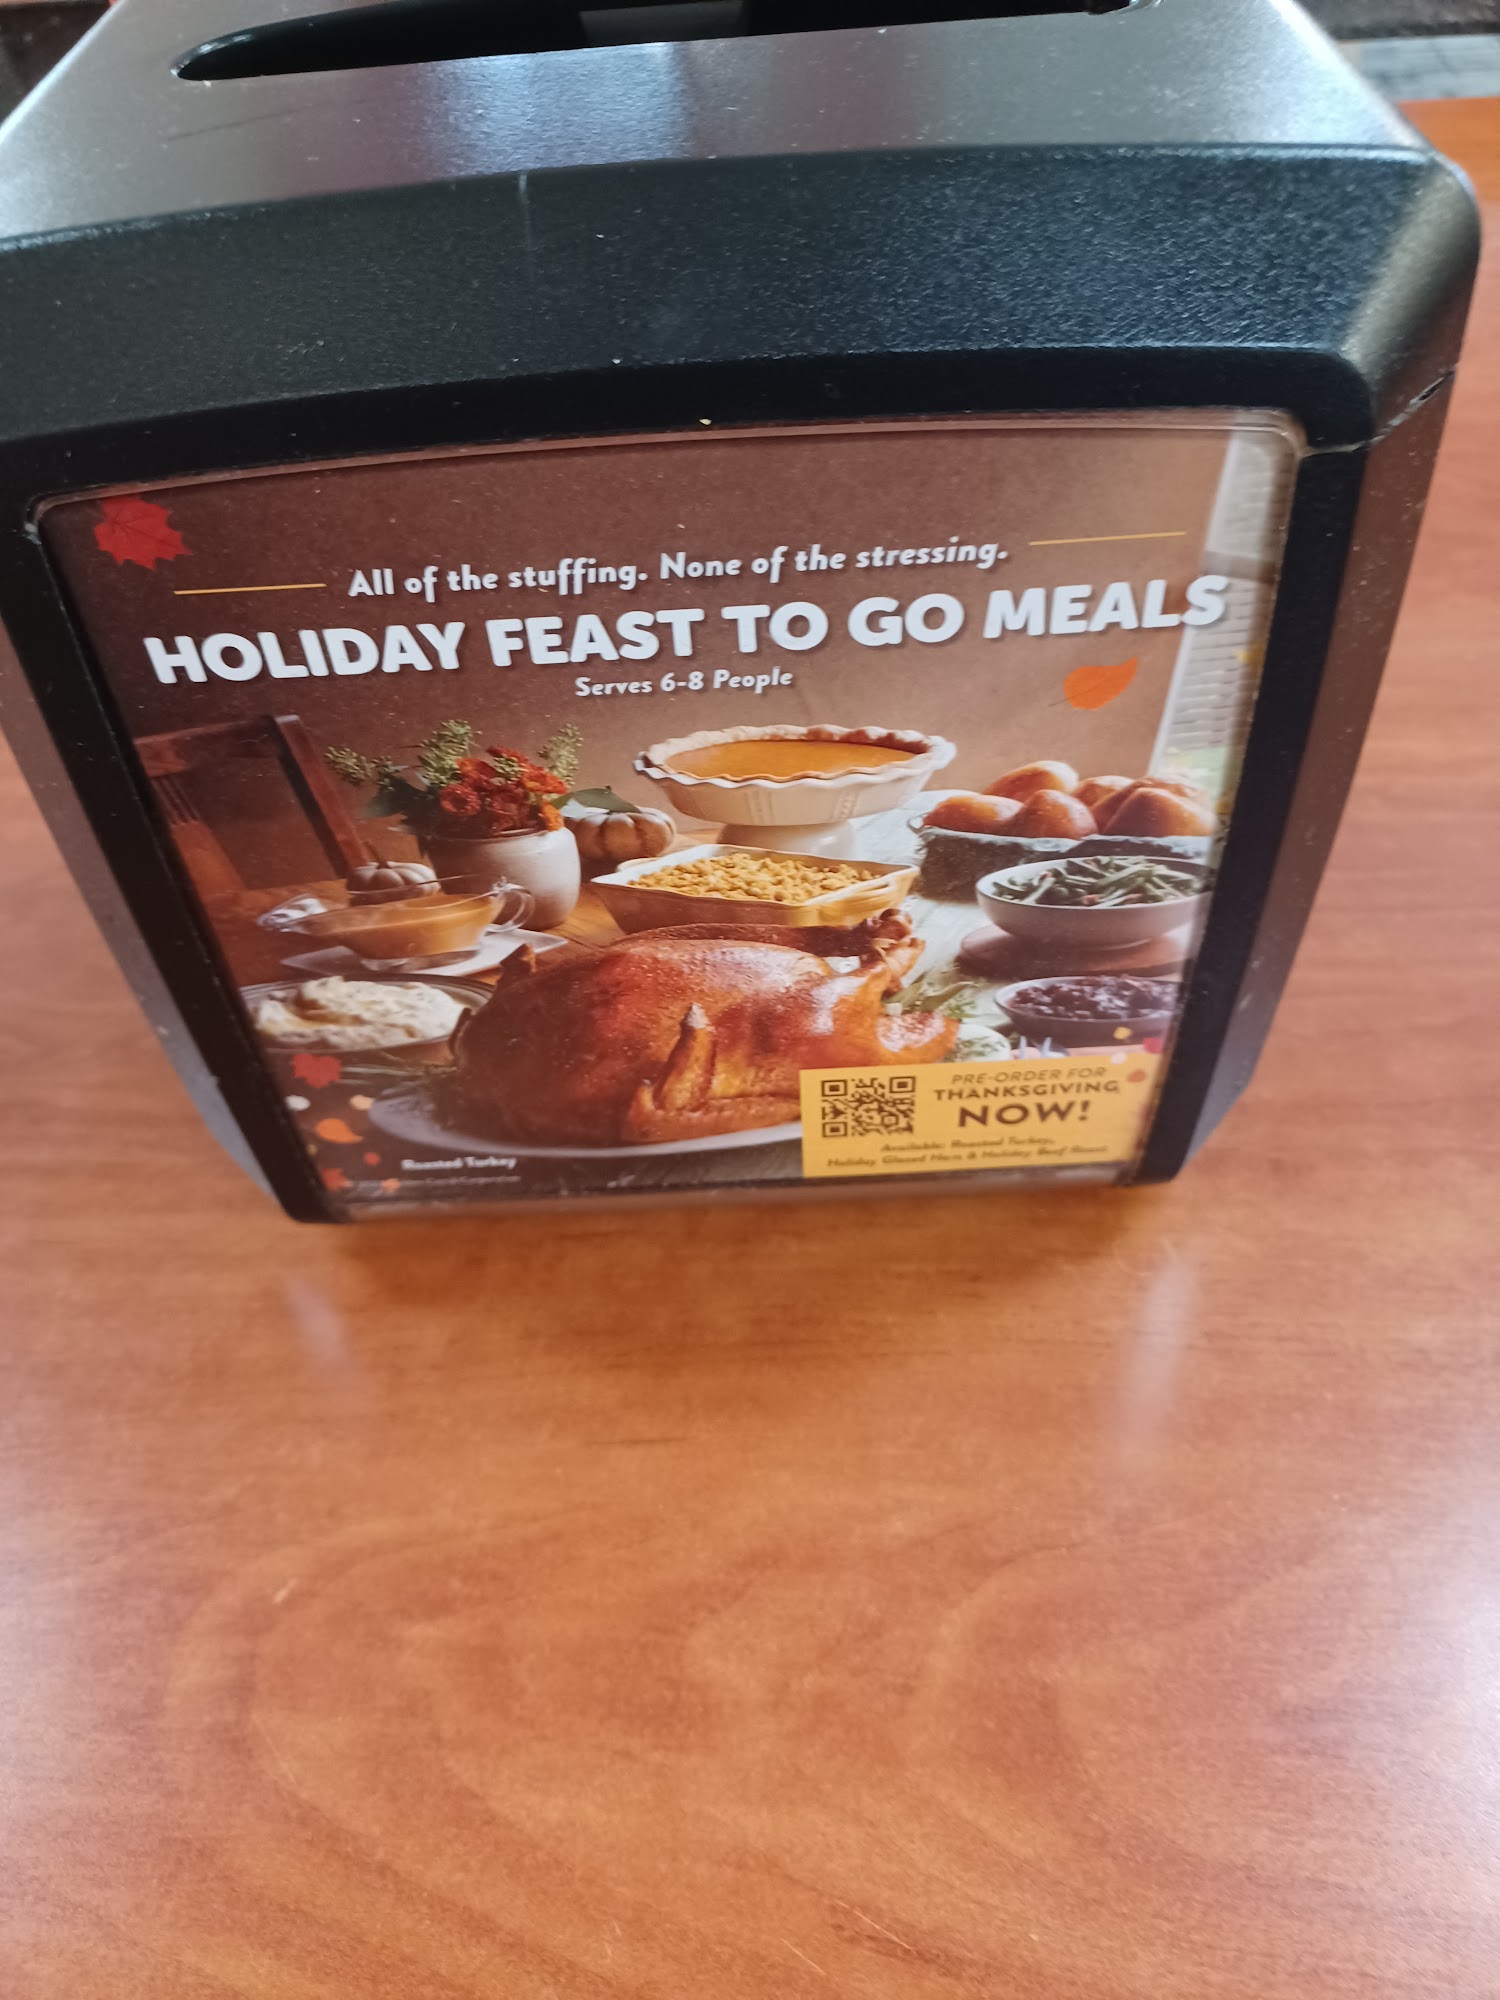 All of the stuffing. None of the stressing.
HOLIDAY FEAST TO GO MEALS
Serves 6-8 People
PRE-ORDER FOR
THANKSGIVING
NOW!
Available: Roasted Turkey,
Holiday Glazed Ham & Holiday Beef Roast
Roasted Turkey